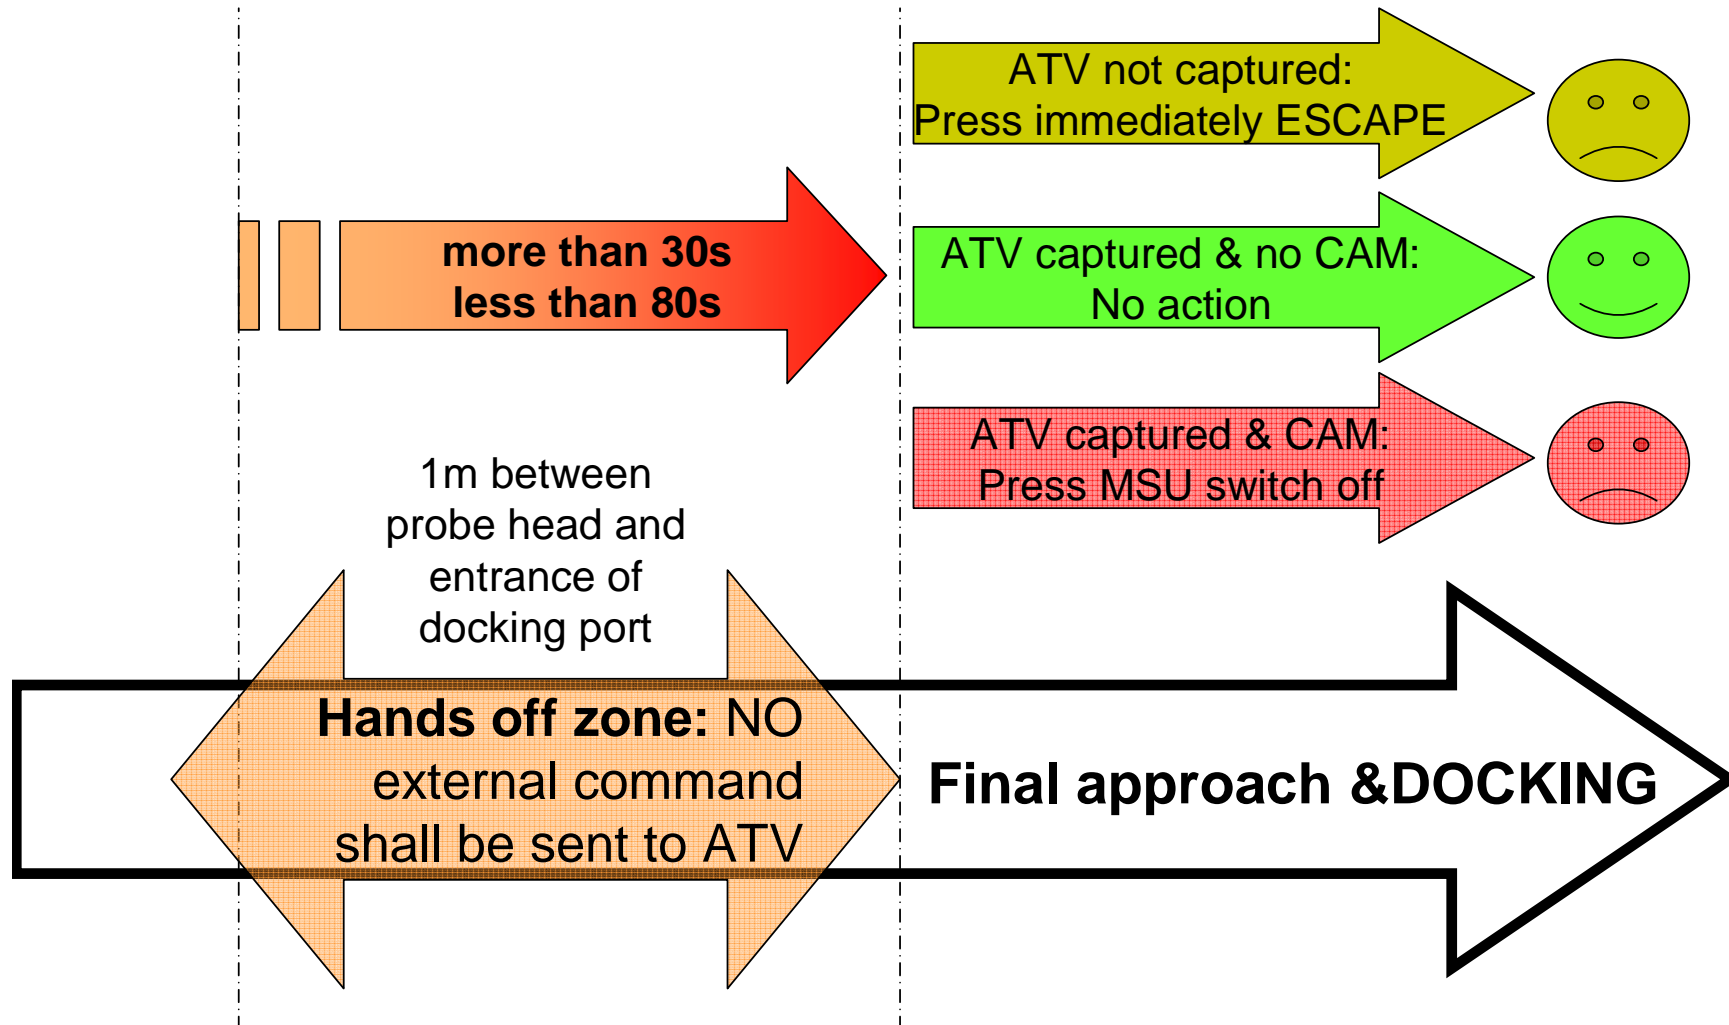 ATV not captured:
Press immediately ESCAPE
more than 30s
less than 80s
ATV captured & no CAM:
No action
ATV captured & CAM:
Press MSU switch off
1m between
probe head and
entrance of
docking port
Hands off zone: NO
external command
shall be sent to ATV
Final approach &DOCKING